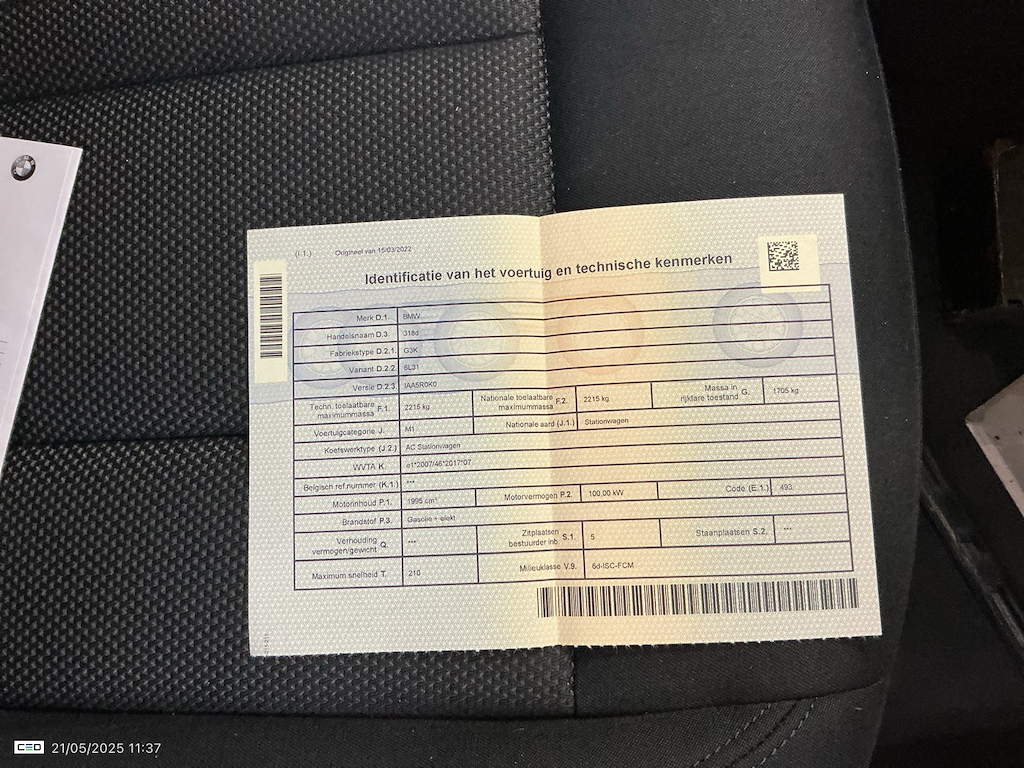 (I.1.) Origineel van 15/03/2022
Identificatie van het voertuig en technische kenmerken
Merk D.1. BMW
Handelsnaam D.3. 318d
Fabriekstype D.2.1. G3K
Variant D.2.2. 6L31
Versie D.2.3. IAA5R0K0
Techn. toelaatbare maximummassa F.1. 2215 kg Nationale toelaatbare maximummassa F.2. 2215 kg Massa in rijklare toestand G. 1705 kg
Voertuigcategorie J. M1 Nationale aard (J.1.) Stationwagen
Koetswerktype (J.2.) AC Stationwagen
WVTA K. e1*2007/46*2017*07
Belgisch ref.nummer (K.1.) ***
Motorinhoud P.1. 1995 cm³ Motorvermogen P.2. 100,00 kW Code (E.1.) 493
Brandstof P.3. Gasolie + elekt
Verhouding vermogen/gewicht Q. *** Zitplaatsen bestuurder inb. S.1. 5 Staanplaatsen S.2. ***
Maximum snelheid T. 210 Milieuklasse V.9. 6d-ISC-FCM
BMW
CEO 21/05/2025 11:37